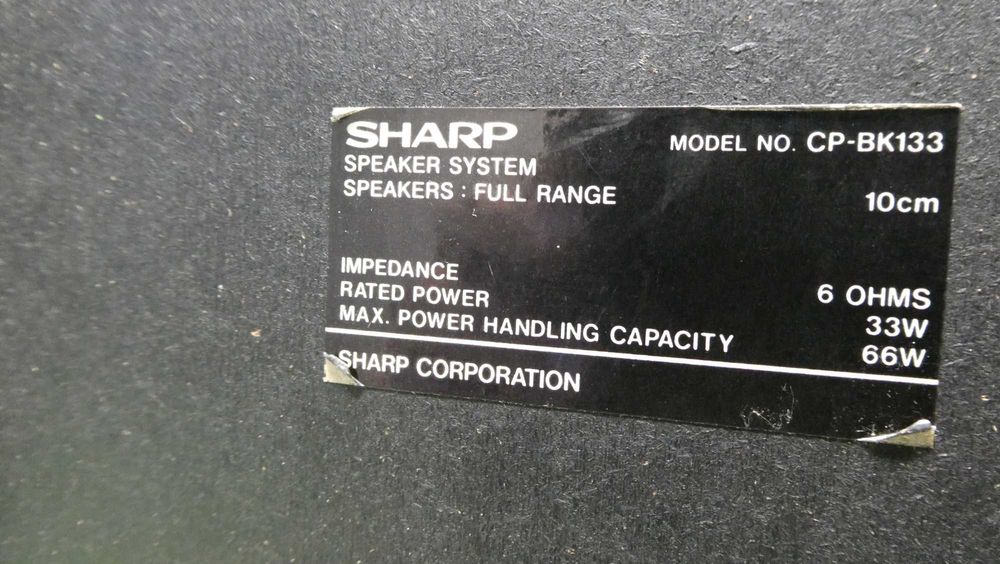 SHARP MODEL NO. CP-BK133
SPEAKER SYSTEM
SPEAKERS : FULL RANGE 10cm
IMPEDANCE 6 OHMS
RATED POWER 33W
MAX. POWER HANDLING CAPACITY 66W
SHARP CORPORATION